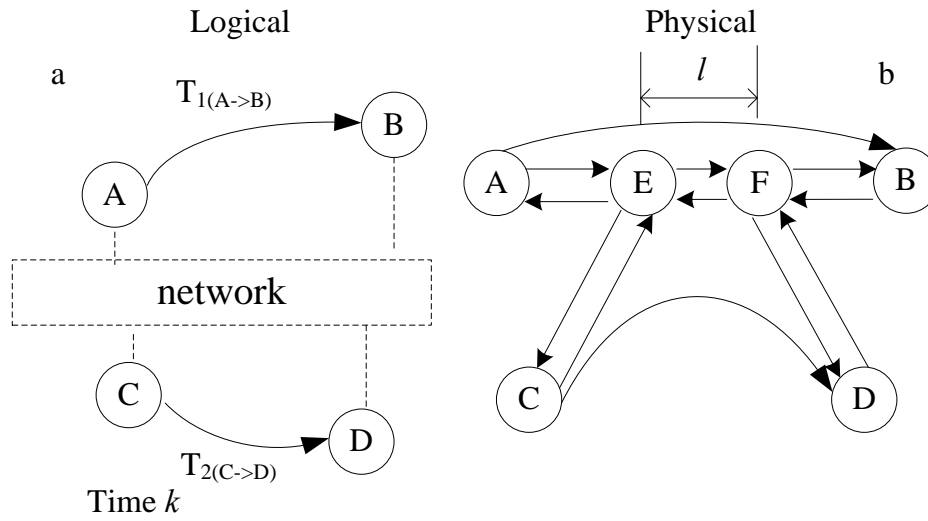 Logical
Physical
a
l
b
T1(A->B)
B
A
A
E
F
B
network
C
D
C
D
T2(C->D)
Time k